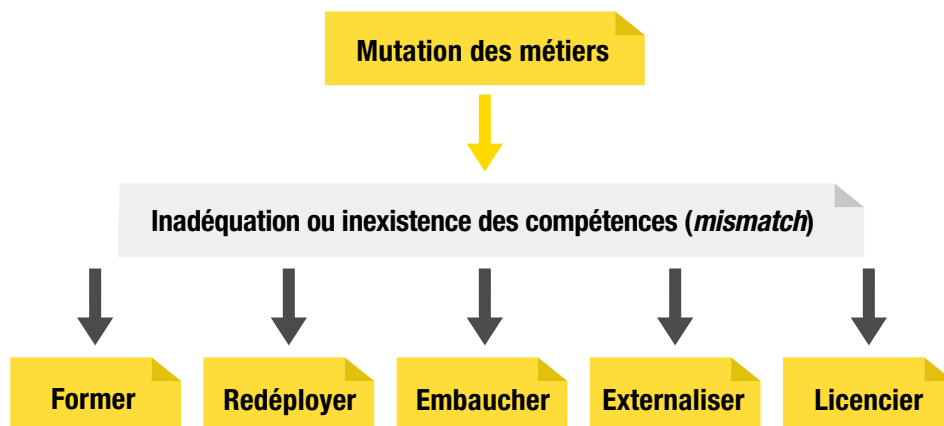 Mutation des métiers
Inadéquation ou inexistence des compétences (mismatch)
Former
Redéployer
Embaucher
Externaliser
Licencier